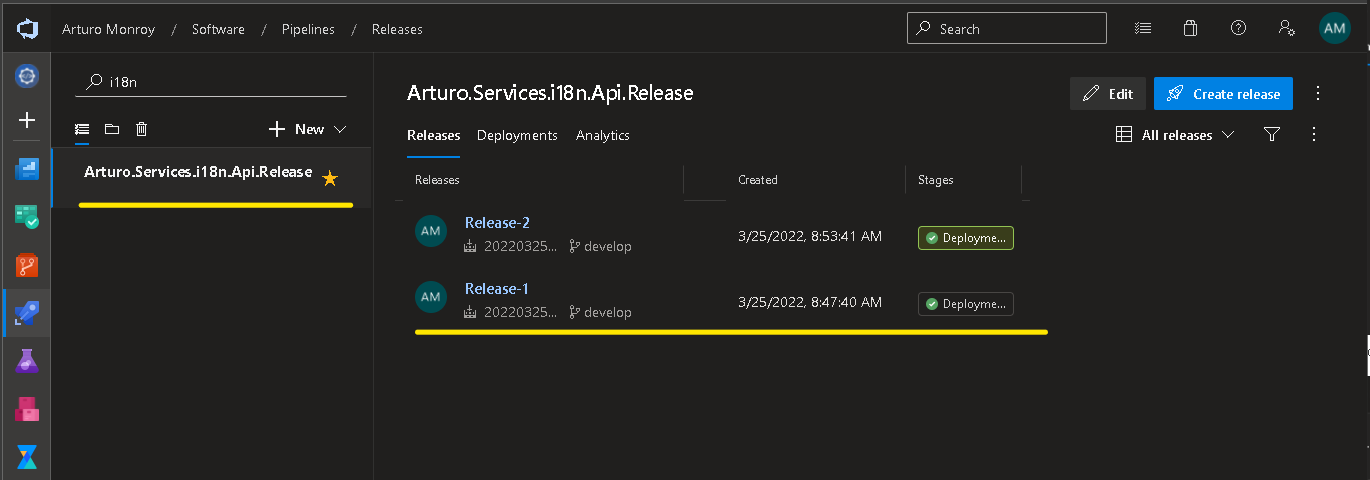 Arturo Monroy / Software / Pipelines / Releases
Search
AM
i18n
New
Arturo.Services.i18n.Api.Release
Arturo.Services.i18n.Api.Release
Edit
Create release
Releases Deployments Analytics
All releases
Releases Created Stages
AM Release-2
20220325... develop
3/25/2022, 8:53:41 AM
Deployme...
AM Release-1
20220325... develop
3/25/2022, 8:47:40 AM
Deployme...